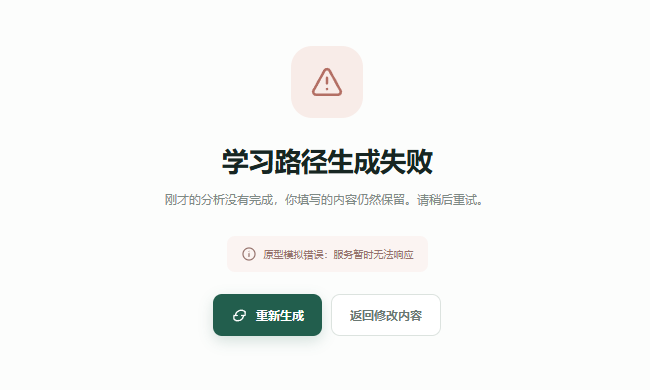 学习路径生成失败
刚才的分析没有完成，你填写的内容仍然保留。请稍后重试。
原型模拟错误：服务暂时无法响应
重新生成
返回修改内容